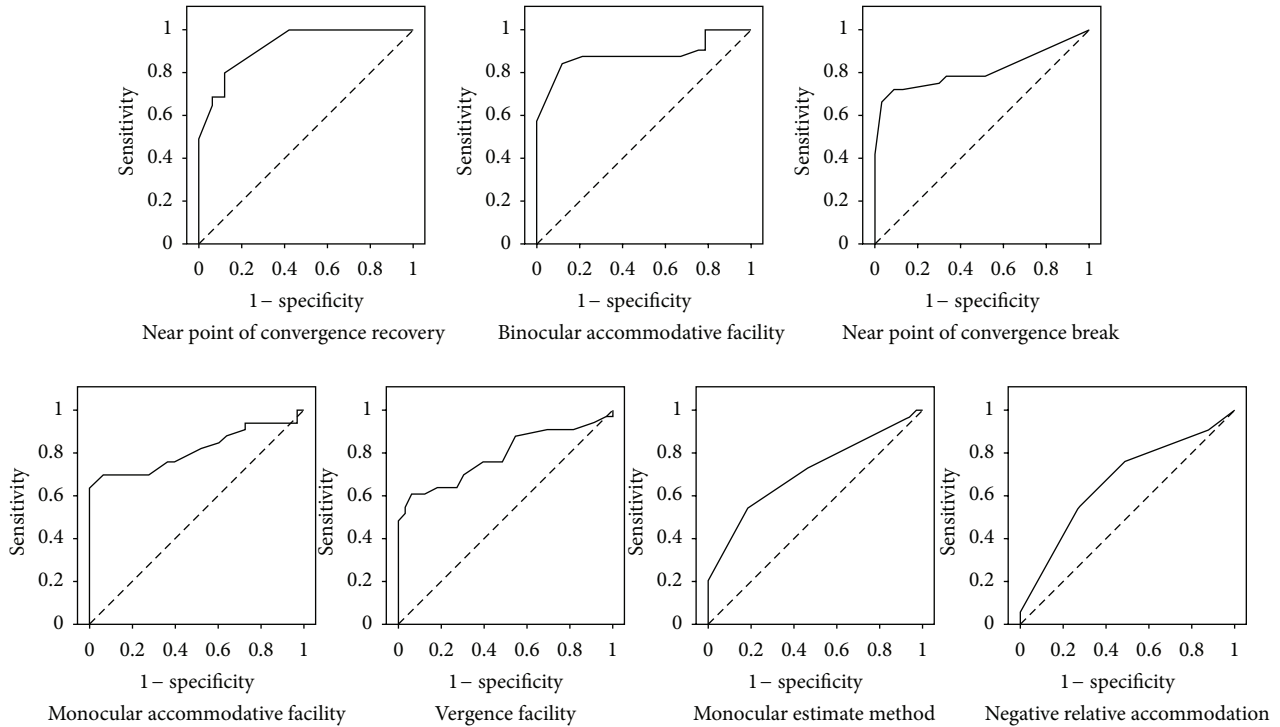 1
0.8
0.6
0.4
0.2
0
Sensitivity
0 0.2 0.4 0.6 0.8 1
1 – specificity
Near point of convergence recovery
1
0.8
0.6
0.4
0.2
0
Sensitivity
0 0.2 0.4 0.6 0.8 1
1 – specificity
Binocular accommodative facility
1
0.8
0.6
0.4
0.2
0
Sensitivity
0 0.2 0.4 0.6 0.8 1
1 – specificity
Near point of convergence break
1
0.8
0.6
0.4
0.2
0
Sensitivity
0 0.2 0.4 0.6 0.8 1
1 – specificity
Monocular accommodative facility
1
0.8
0.6
0.4
0.2
0
Sensitivity
0 0.2 0.4 0.6 0.8 1
1 – specificity
Vergence facility
1
0.8
0.6
0.4
0.2
0
Sensitivity
0 0.2 0.4 0.6 0.8 1
1 – specificity
Monocular estimate method
1
0.8
0.6
0.4
0.2
0
Sensitivity
0 0.2 0.4 0.6 0.8 1
1 – specificity
Negative relative accommodation